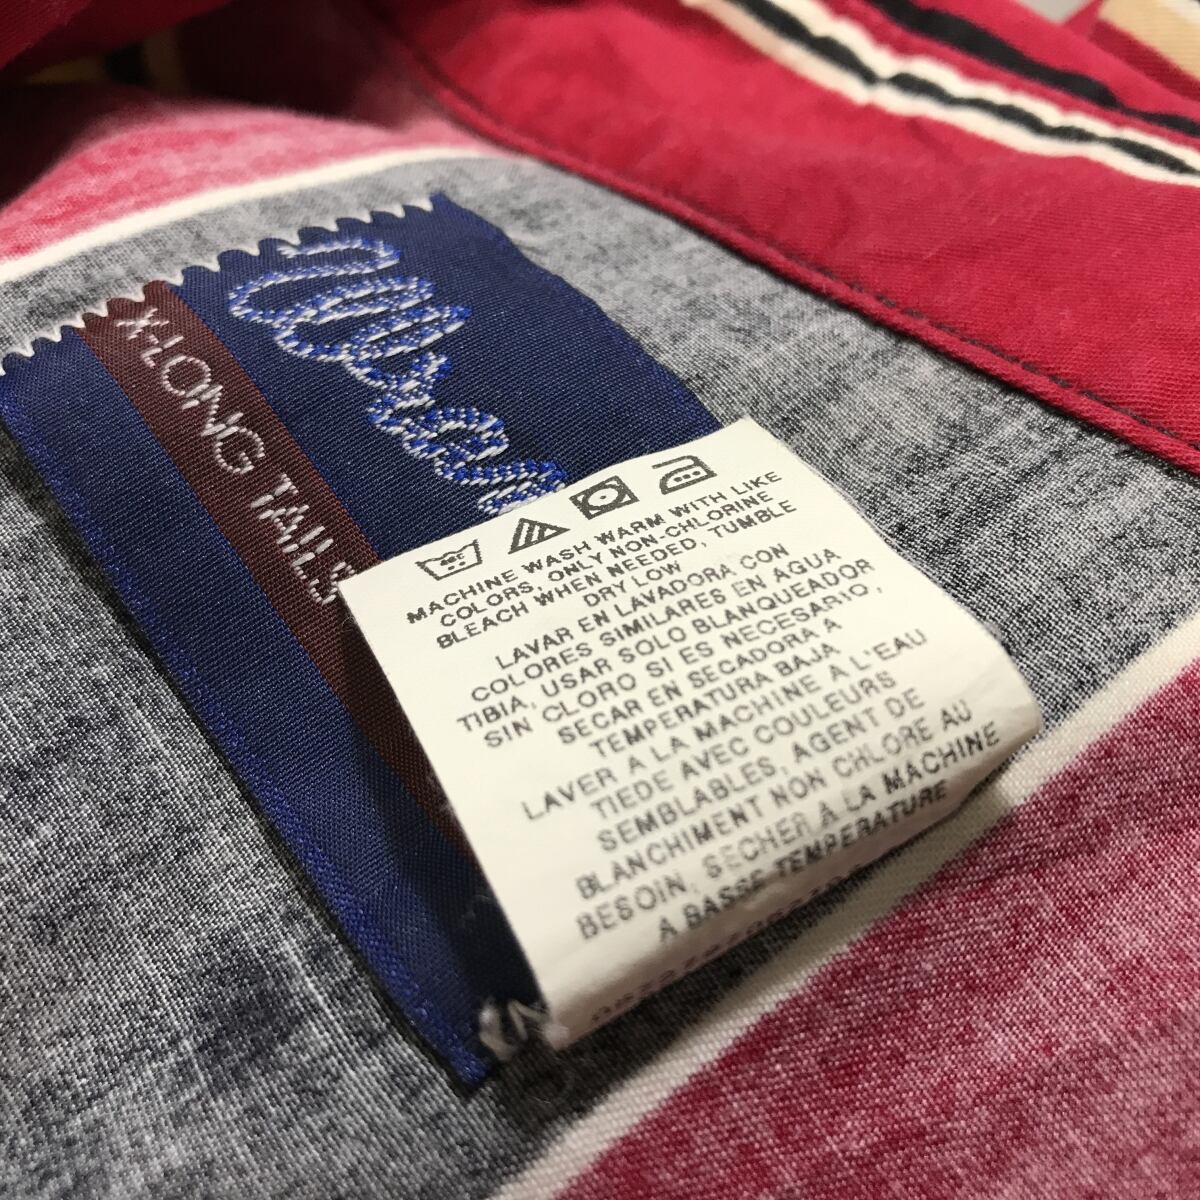 Wran
X-LONG TAILS
40C
MACHINE WASH WARM WITH LIKE
COLORS, ONLY NON-CHLORINE
BLEACH WHEN NEEDED, TUMBLE
DRY LOW
LAVAR EN LAVADORA CON
COLORES SIMILARES EN AGUA
TIBIA, USAR SOLO BLANQUEADOR
SIN CLORO SI ES NECESARIO,
SECAR EN SECADORA A
TEMPERATURA BAJA
LAVER A LA MACHINE A L'EAU
TIEDE AVEC COULEURS
SEMBLABLES, AGENT DE
BLANCHIMENT NON CHLORE AU
BESOIN, SECHER A LA MACHINE
A BASSE TEMPERATURE